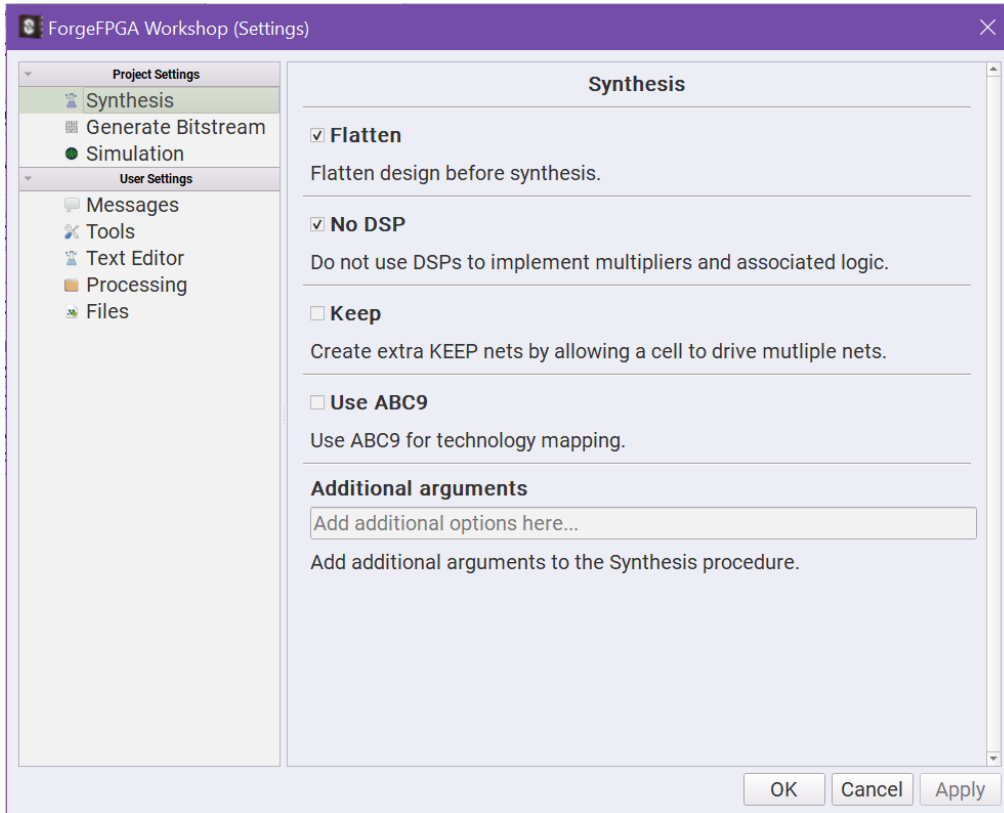 ForgeFPGA Workshop (Settings)
Project Settings
Synthesis
Generate Bitstream
Simulation
User Settings
Messages
Tools
Text Editor
Processing
Files
Synthesis
Flatten
Flatten design before synthesis.
No DSP
Do not use DSPs to implement multipliers and associated logic.
Keep
Create extra KEEP nets by allowing a cell to drive mutliple nets.
Use ABC9
Use ABC9 for technology mapping.
Additional arguments
Add additional options here...
Add additional arguments to the Synthesis procedure.
OK Cancel Apply